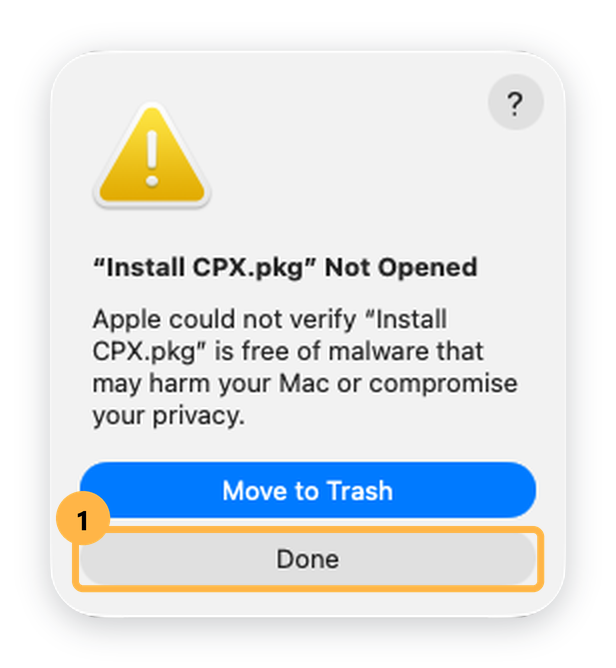 ?
“Install CPX.pkg” Not Opened
Apple could not verify “Install
CPX.pkg” is free of malware that
may harm your Mac or compromise
your privacy.
Move to Trash
1
Done